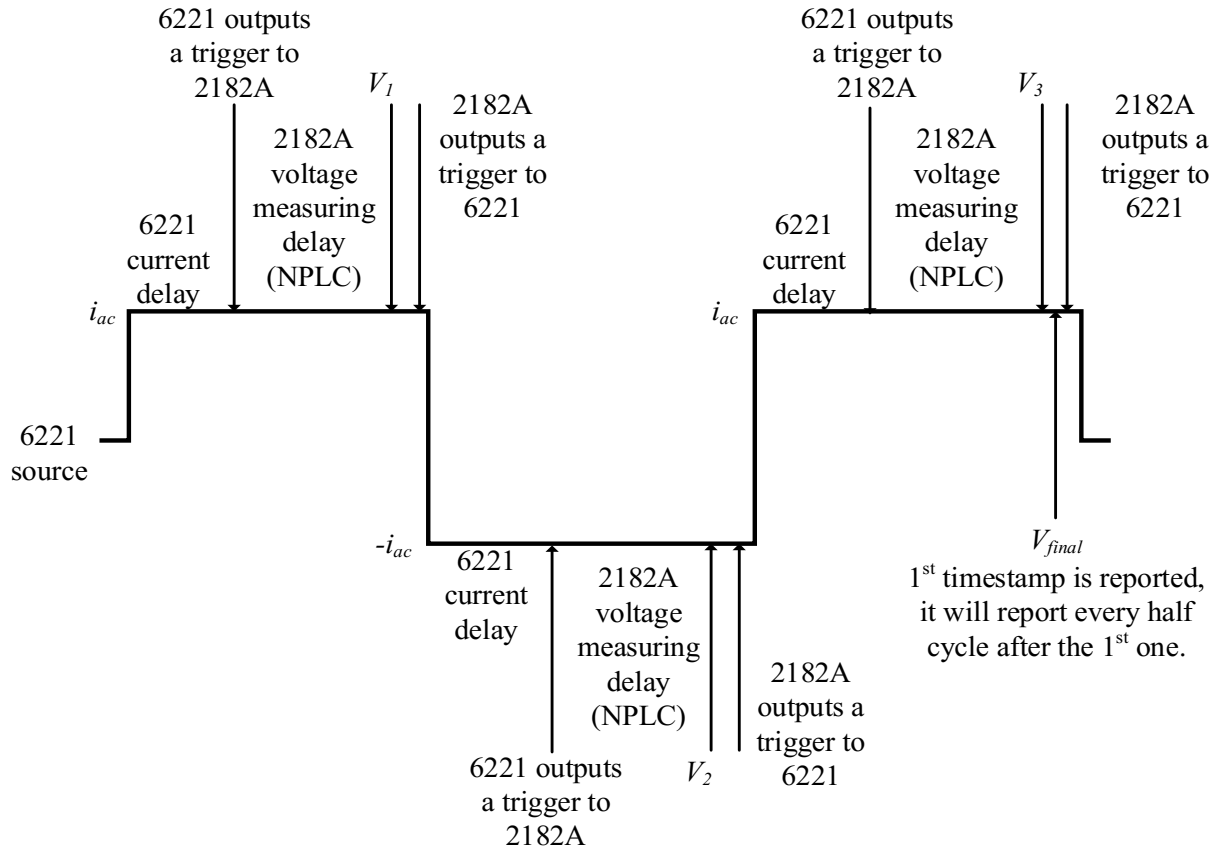 6221 outputs
a trigger to
2182A
V1
2182A
outputs a
trigger to
6221
2182A
voltage
measuring
delay
(NPLC)
6221
current
delay
iac
6221 outputs
a trigger to
2182A
V3
2182A
outputs a
trigger to
6221
2182A
voltage
measuring
delay
(NPLC)
6221
current
delay
iac
6221
source
-iac
6221
current
delay
2182A
voltage
measuring
delay
(NPLC)
6221 outputs
a trigger to
2182A
V2
2182A
outputs a
trigger to
6221
Vfinal
1st timestamp is reported,
it will report every half
cycle after the 1st one.